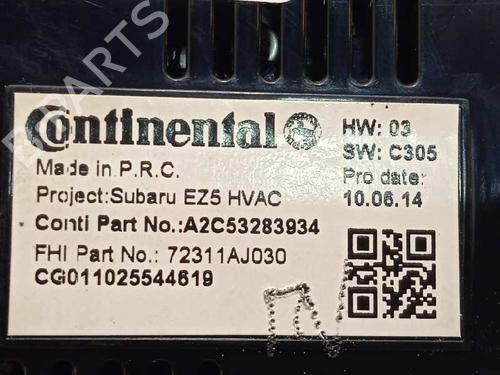 Continental
HW: 03
SW: C305
Made in P.R.C.
Pro date:
Project:Subaru EZ5 HVAC
10.06.14
Conti Part No.:A2C53283934
FHI Part No.: 72311AJ030
CG011025544619